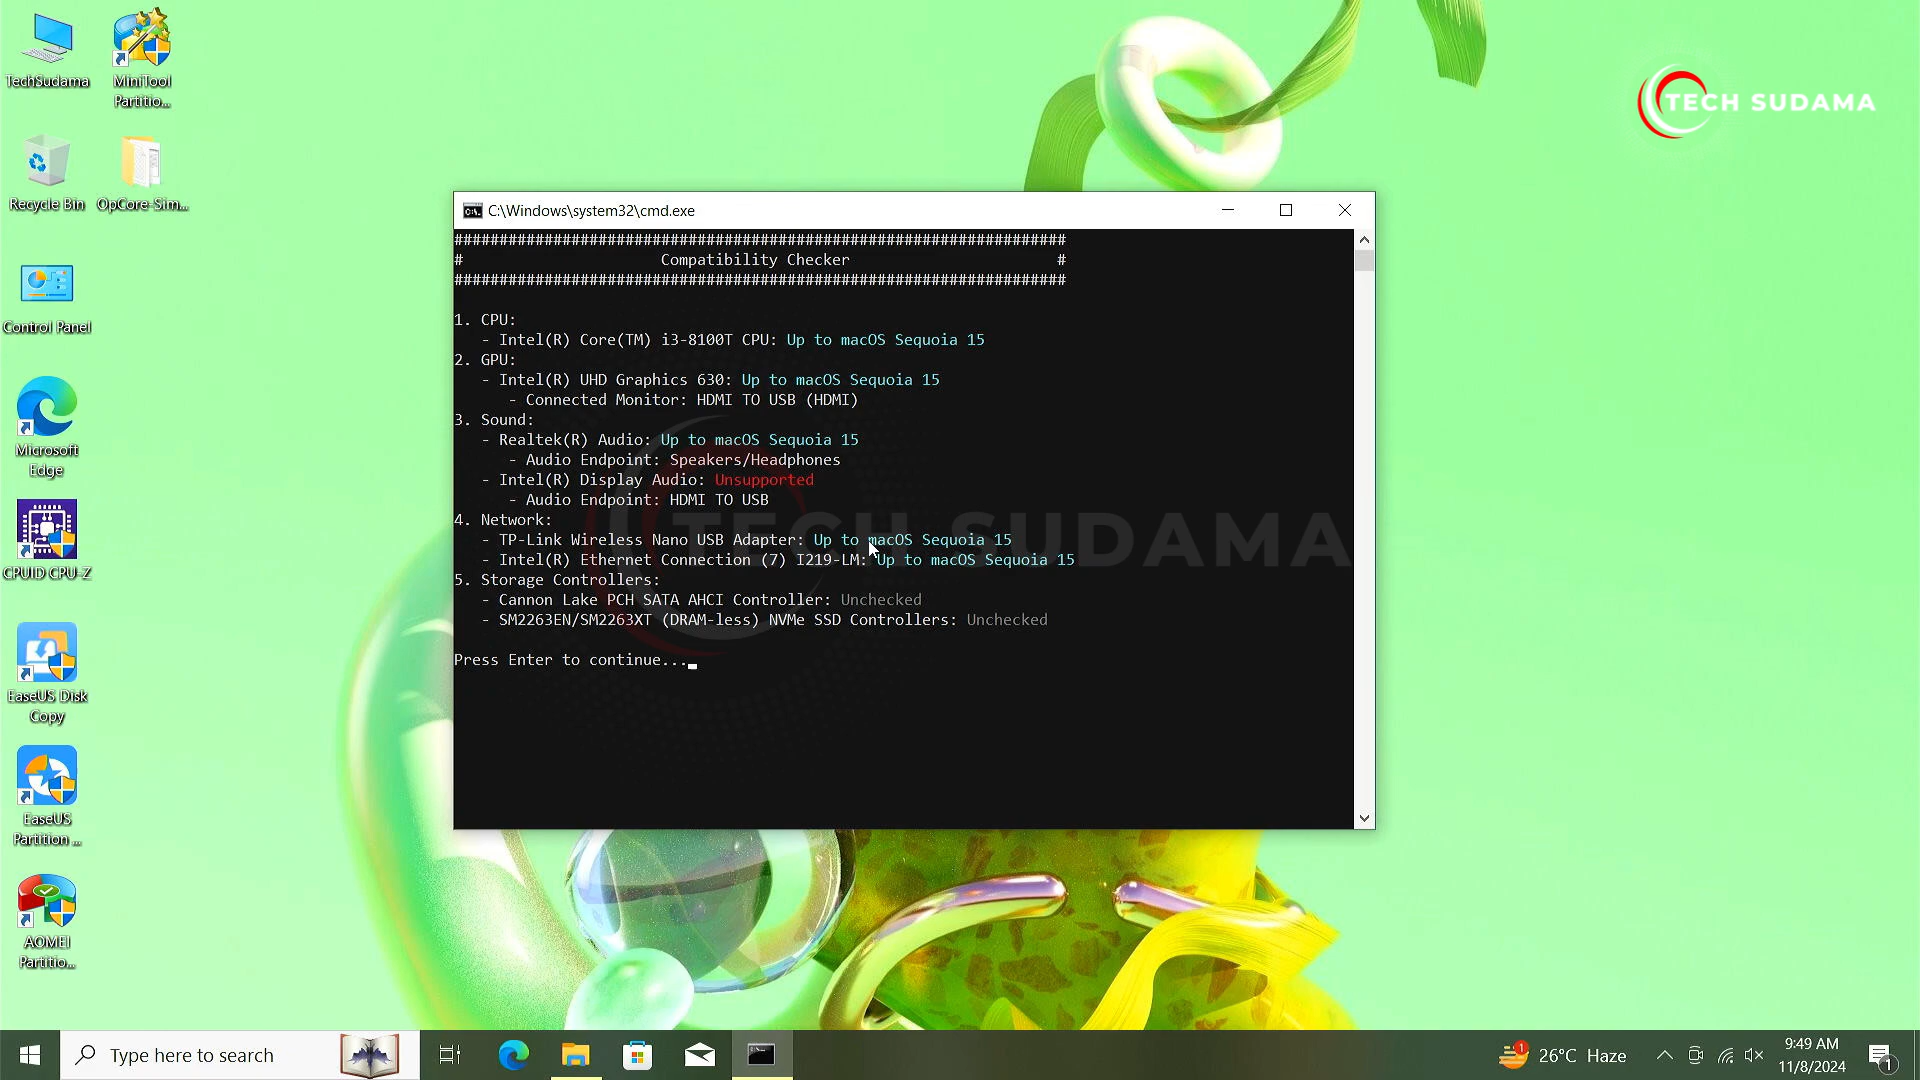 TechSudama
MiniTool
Partitio...
Recycle Bin
OpCore-Sim...
Control Panel
Microsoft
Edge
CPUID CPU-Z
EaseUS Disk
Copy
EaseUS
Partition ...
AOMEI
Partitio...
TECH SUDAMA
C:\Windows\system32\cmd.exe
####################################################################
# Compatibility Checker #
####################################################################
1. CPU:
- Intel(R) Core(TM) i3-8100T CPU: Up to macOS Sequoia 15
2. GPU:
- Intel(R) UHD Graphics 630: Up to macOS Sequoia 15
- Connected Monitor: HDMI TO USB (HDMI)
3. Sound:
- Realtek(R) Audio: Up to macOS Sequoia 15
- Audio Endpoint: Speakers/Headphones
- Intel(R) Display Audio: Unsupported
- Audio Endpoint: HDMI TO USB
4. Network:
- TP-Link Wireless Nano USB Adapter: Up to macOS Sequoia 15
- Intel(R) Ethernet Connection (7) I219-LM: Up to macOS Sequoia 15
5. Storage Controllers:
- Cannon Lake PCH SATA AHCI Controller: Unchecked
- SM2263EN/SM2263XT (DRAM-less) NVMe SSD Controllers: Unchecked
Press Enter to continue..._
TECH SUDAMA
Type here to search
1
26°C Haze
9:49 AM
11/8/2024
1